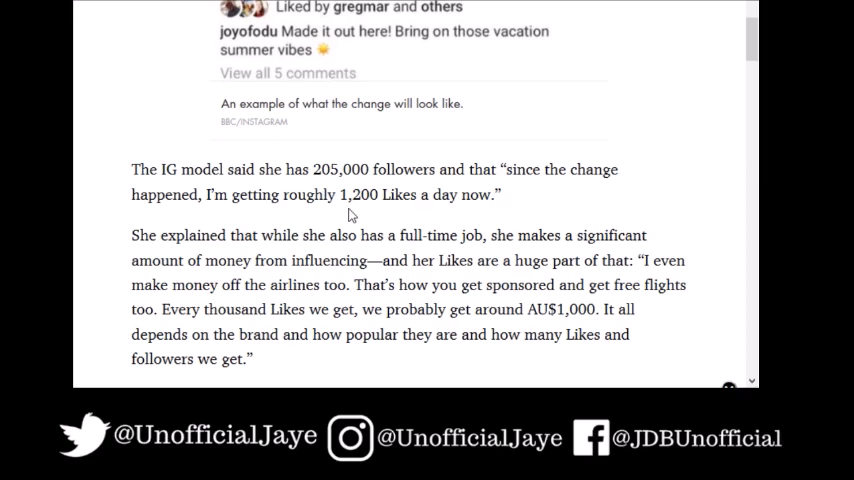 Liked by gregmar and others
joyofodu Made it out here! Bring on those vacation
summer vibes ☀️
View all 5 comments
An example of what the change will look like.
BBC/INSTAGRAM
The IG model said she has 205,000 followers and that “since the change
happened, I’m getting roughly 1,200 Likes a day now.”
She explained that while she also has a full-time job, she makes a significant
amount of money from influencing—and her Likes are a huge part of that: “I even
make money off the airlines too. That’s how you get sponsored and get free flights
too. Every thousand Likes we get, we probably get around AU$1,000. It all
depends on the brand and how popular they are and how many Likes and
followers we get.”
@UnofficialJaye @UnofficialJaye @JDBUnofficial